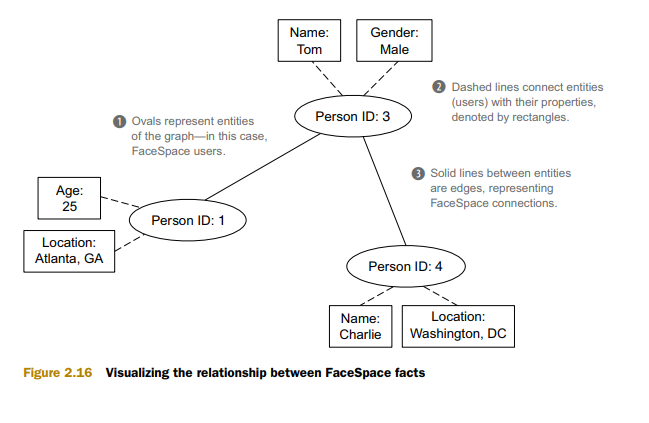 Name:
Tom
Gender:
Male
❷ Dashed lines connect entities
(users) with their properties,
denoted by rectangles.
Person ID: 3
❶ Ovals represent entities
of the graph—in this case,
FaceSpace users.
❸ Solid lines between entities
are edges, representing
FaceSpace connections.
Age:
25
Person ID: 1
Location:
Atlanta, GA
Person ID: 4
Name:
Charlie
Location:
Washington, DC
Figure 2.16 Visualizing the relationship between FaceSpace facts